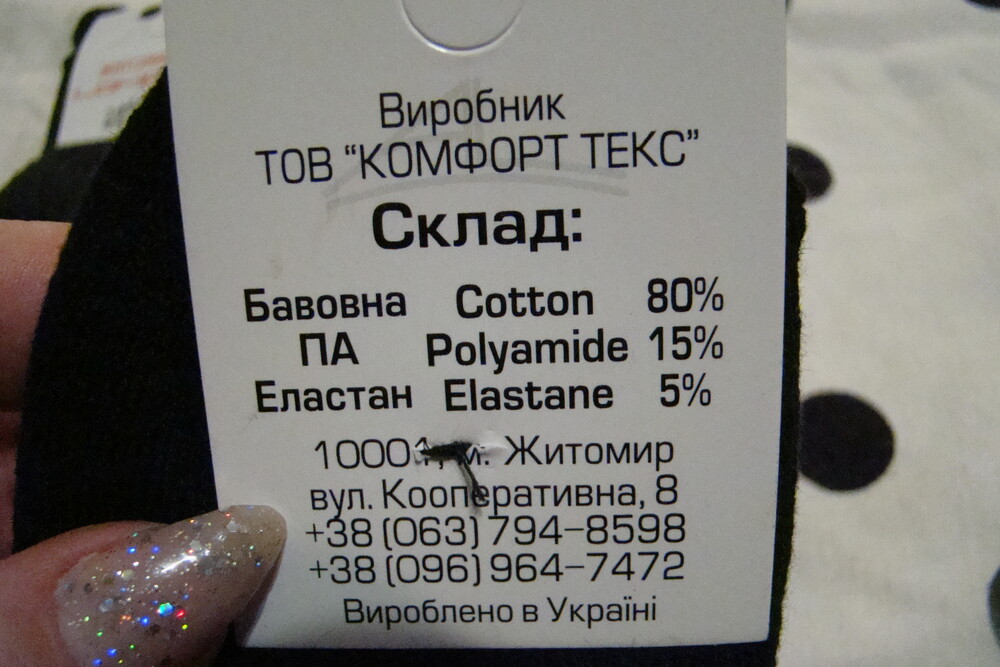 Виробник
ТОВ “КОМФОРТ ТЕКС”
Склад:
Бавовна Cotton 80%
ПА Polyamide 15%
Еластан Elastane 5%
10001, м. Житомир
вул. Кооперативна, 8
+38 (063) 794–8598
+38 (096) 964–7472
Вироблено в Україні